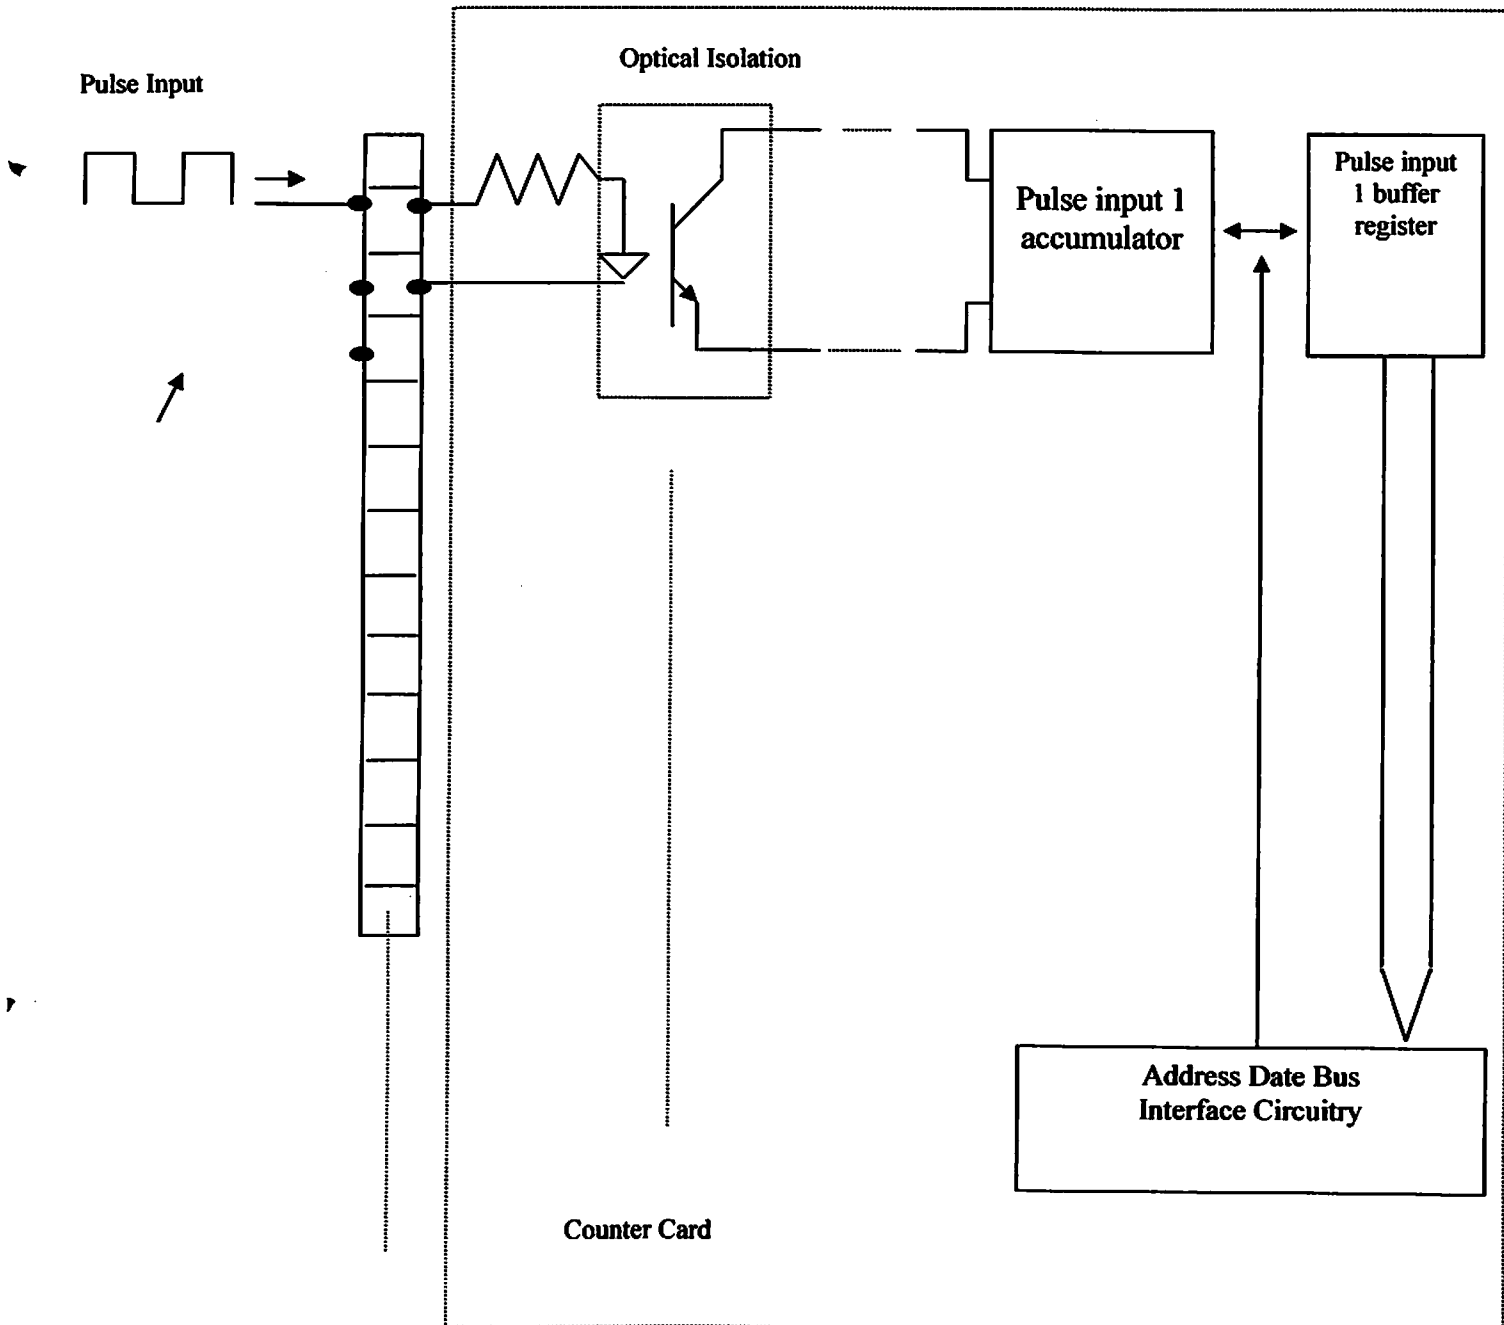 Optical Isolation
Pulse Input
Pulse input 1
accumulator
Pulse input
1 buffer
register
Address Date Bus
Interface Circuitry
Counter Card